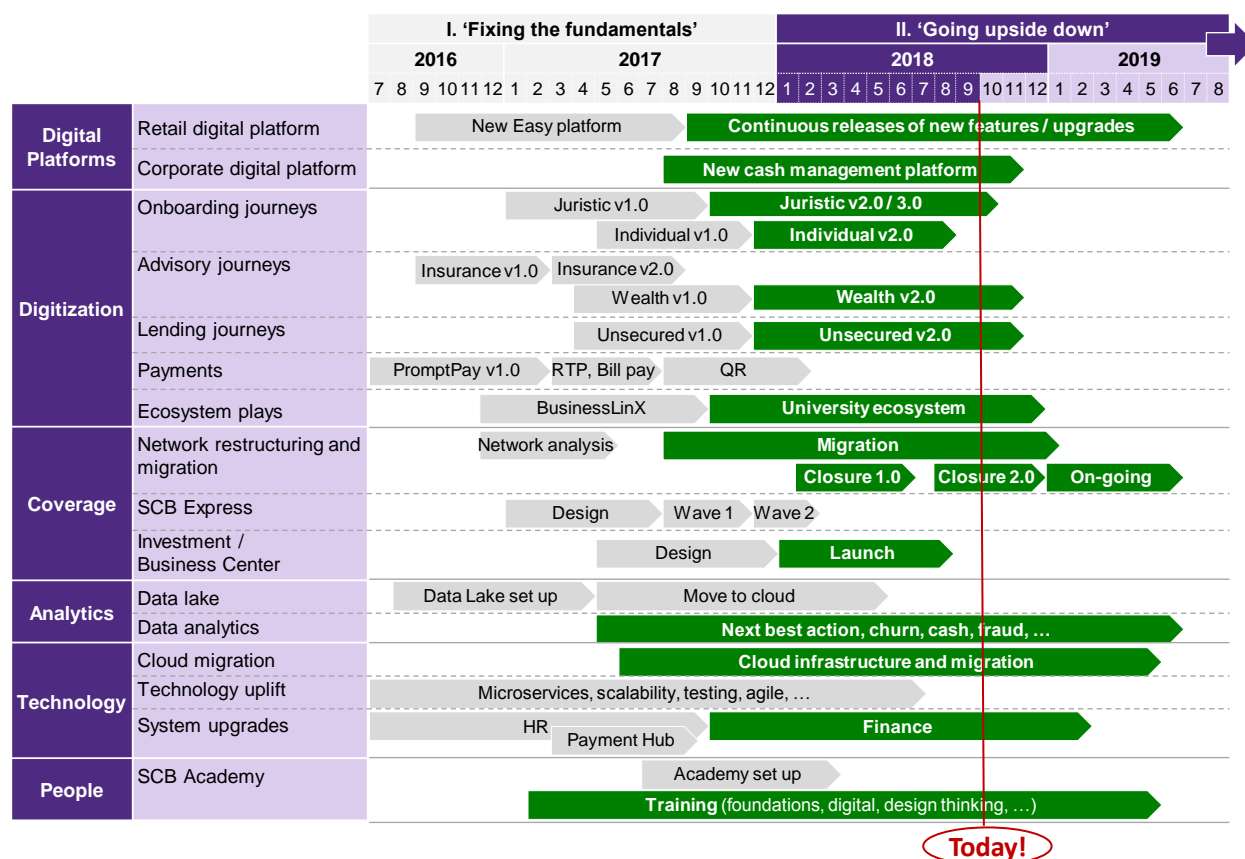 I. ‘Fixing the fundamentals’ II. ‘Going upside down’
2016 2017 2018 2019
7 8 9 10 11 12 1 2 3 4 5 6 7 8 9 10 11 12 1 2 3 4 5 6 7 8 9 10 11 12 1 2 3 4 5 6 7 8
Digital Platforms
Retail digital platform
New Easy platform
Continuous releases of new features / upgrades
Corporate digital platform
New cash management platform
Digitization
Onboarding journeys
Juristic v1.0
Juristic v2.0 / 3.0
Individual v1.0
Individual v2.0
Advisory journeys
Insurance v1.0
Insurance v2.0
Wealth v1.0
Wealth v2.0
Lending journeys
Unsecured v1.0
Unsecured v2.0
Payments
PromptPay v1.0
RTP, Bill pay
QR
Ecosystem plays
BusinessLinX
University ecosystem
Coverage
Network restructuring and
migration
Network analysis
Migration
Closure 1.0
Closure 2.0
On-going
SCB Express
Design
Wave 1
Wave 2
Investment /
Business Center
Design
Launch
Analytics
Data lake
Data Lake set up
Move to cloud
Data analytics
Next best action, churn, cash, fraud, …
Technology
Cloud migration
Cloud infrastructure and migration
Technology uplift
Microservices, scalability, testing, agile, …
System upgrades
HR
Payment Hub
Finance
People
SCB Academy
Academy set up
Training (foundations, digital, design thinking, …)
Today!